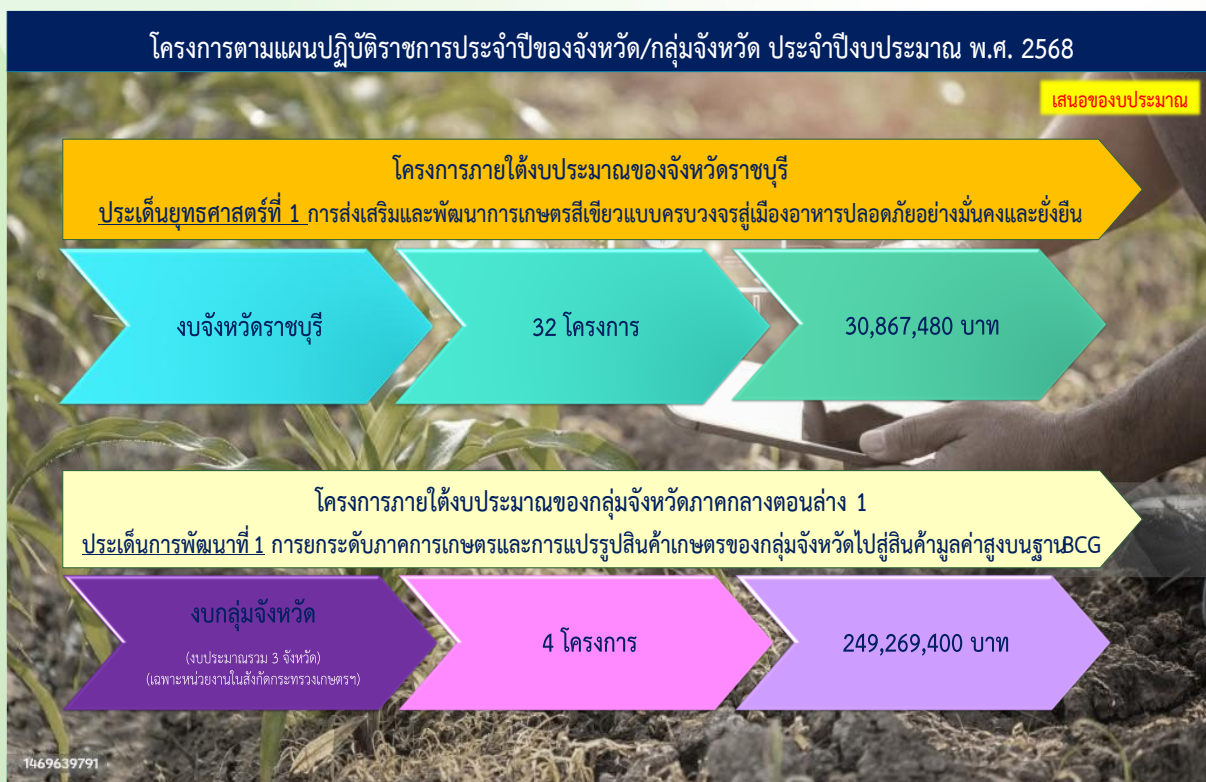 โครงการตามแผนปฏิบัติราชการประจำปีของจังหวัด/กลุ่มจังหวัด ประจำปีงบประมาณ พ.ศ. 2568
เสนอของบประมาณ
โครงการภายใต้งบประมาณของจังหวัดราชบุรี
ประเด็นยุทธศาสตร์ที่ 1 การส่งเสริมและพัฒนาการเกษตรสีเขียวแบบครบวงจรสู่เมืองอาหารปลอดภัยอย่างมั่นคงและยั่งยืน
งบจังหวัดราชบุรี
32 โครงการ
30,867,480 บาท
โครงการภายใต้งบประมาณของกลุ่มจังหวัดภาคกลางตอนล่าง 1
ประเด็นการพัฒนาที่ 1 การยกระดับภาคการเกษตรและการแปรรูปสินค้าเกษตรของกลุ่มจังหวัดไปสู่สินค้ามูลค่าสูงบนฐานBCG
งบกลุ่มจังหวัด
(งบประมาณรวม 3 จังหวัด)
(เฉพาะหน่วยงานในสังกัดกระทรวงเกษตรฯ)
4 โครงการ
249,269,400 บาท
1469639791